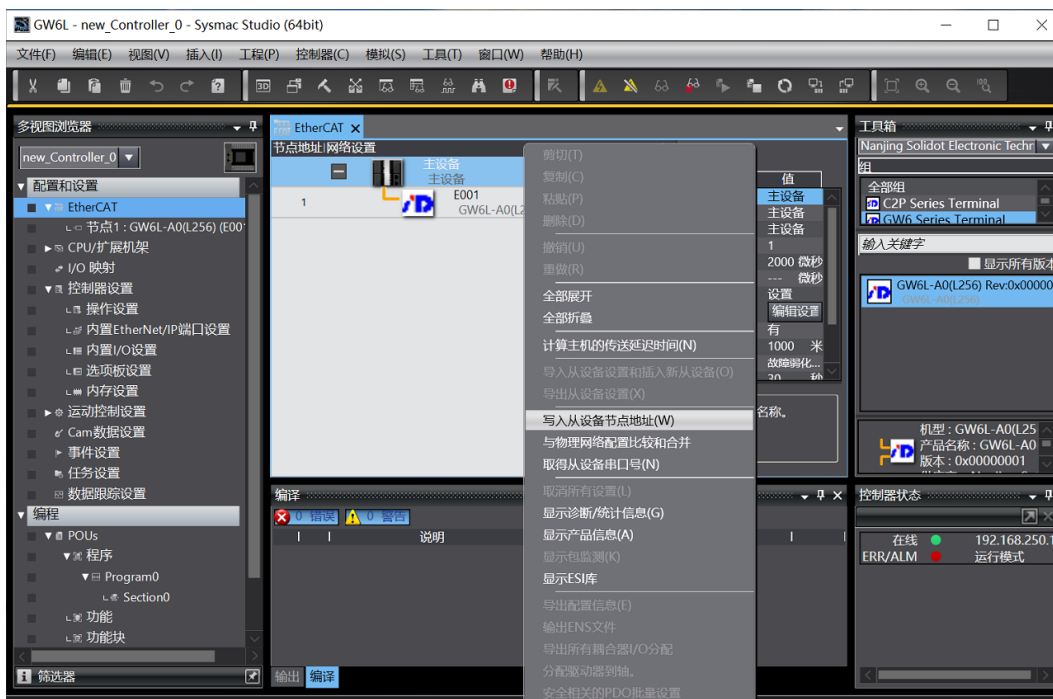 GW6L - new_Controller_0 - Sysmac Studio (64bit)
文件(F) 编辑(E) 视图(V) 插入(I) 工程(P) 控制器(C) 模拟(S) 工具(T) 窗口(W) 帮助(H)
多视图浏览器
new_Controller_0
配置和设置
EtherCAT
节点1 : GW6L-A0(L256) (E00
CPU/扩展机架
I/O 映射
控制器设置
操作设置
内置EtherNet/IP端口设置
内置I/O设置
选项板设置
内存设置
运动控制设置
Cam数据设置
事件设置
任务设置
数据跟踪设置
编程
POUs
程序
Program0
Section0
功能
功能块
筛选器
EtherCAT
节点地址|网络设置
主设备
主设备
1
E001
GW6L-A0(L2
剪切(T)
复制(C)
粘贴(P)
删除(D)
撤销(U)
重做(R)
全部展开
全部折叠
计算主机的传送延迟时间(N)
导入从设备设置和插入新从设备(O)
导出从设备设置(X)
写入从设备节点地址(W)
与物理网络配置比较和合并
取得从设备串口号(N)
取消所有设置(L)
显示诊断/统计信息(G)
显示产品信息(A)
显示包监测(K)
显示ESI库
导出配置信息(E)
输出ENS文件
导出所有耦合器I/O分配
分配驱动器到轴。
安全相关的PDO批量设置
值
主设备
主设备
主设备
1
2000 微秒
--- 微秒
设置
编辑设置
有
1000 米
故障弱化...
30 秒
名称。
编译
0 错误
0 警告
说明
输出
编译
工具箱
Nanjing Solidot Electronic Techr
组
全部组
C2P Series Terminal
GW6 Series Terminal
输入关键字
显示所有版本
GW6L-A0(L256) Rev:0x00000
GW6L-A0(L256)
机型 : GW6L-A0(L25
产品名称 : GW6L-A0
版本 : 0x00000001
控制器状态
在线 192.168.250.1
ERR/ALM 运行模式